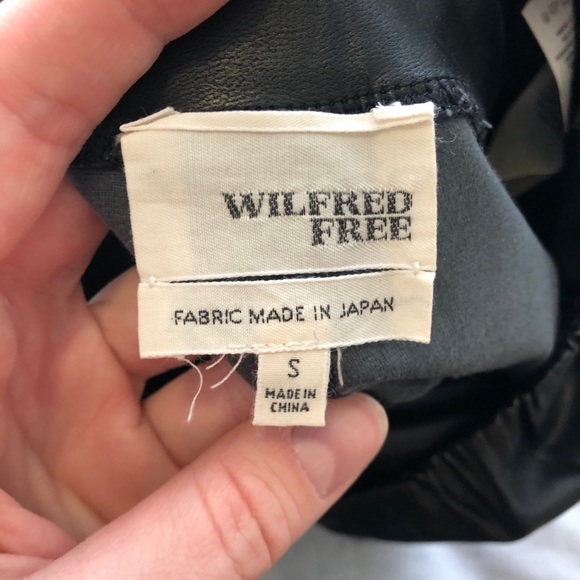 WILFRED
FREE
FABRIC MADE IN JAPAN
S
MADE IN
CHINA